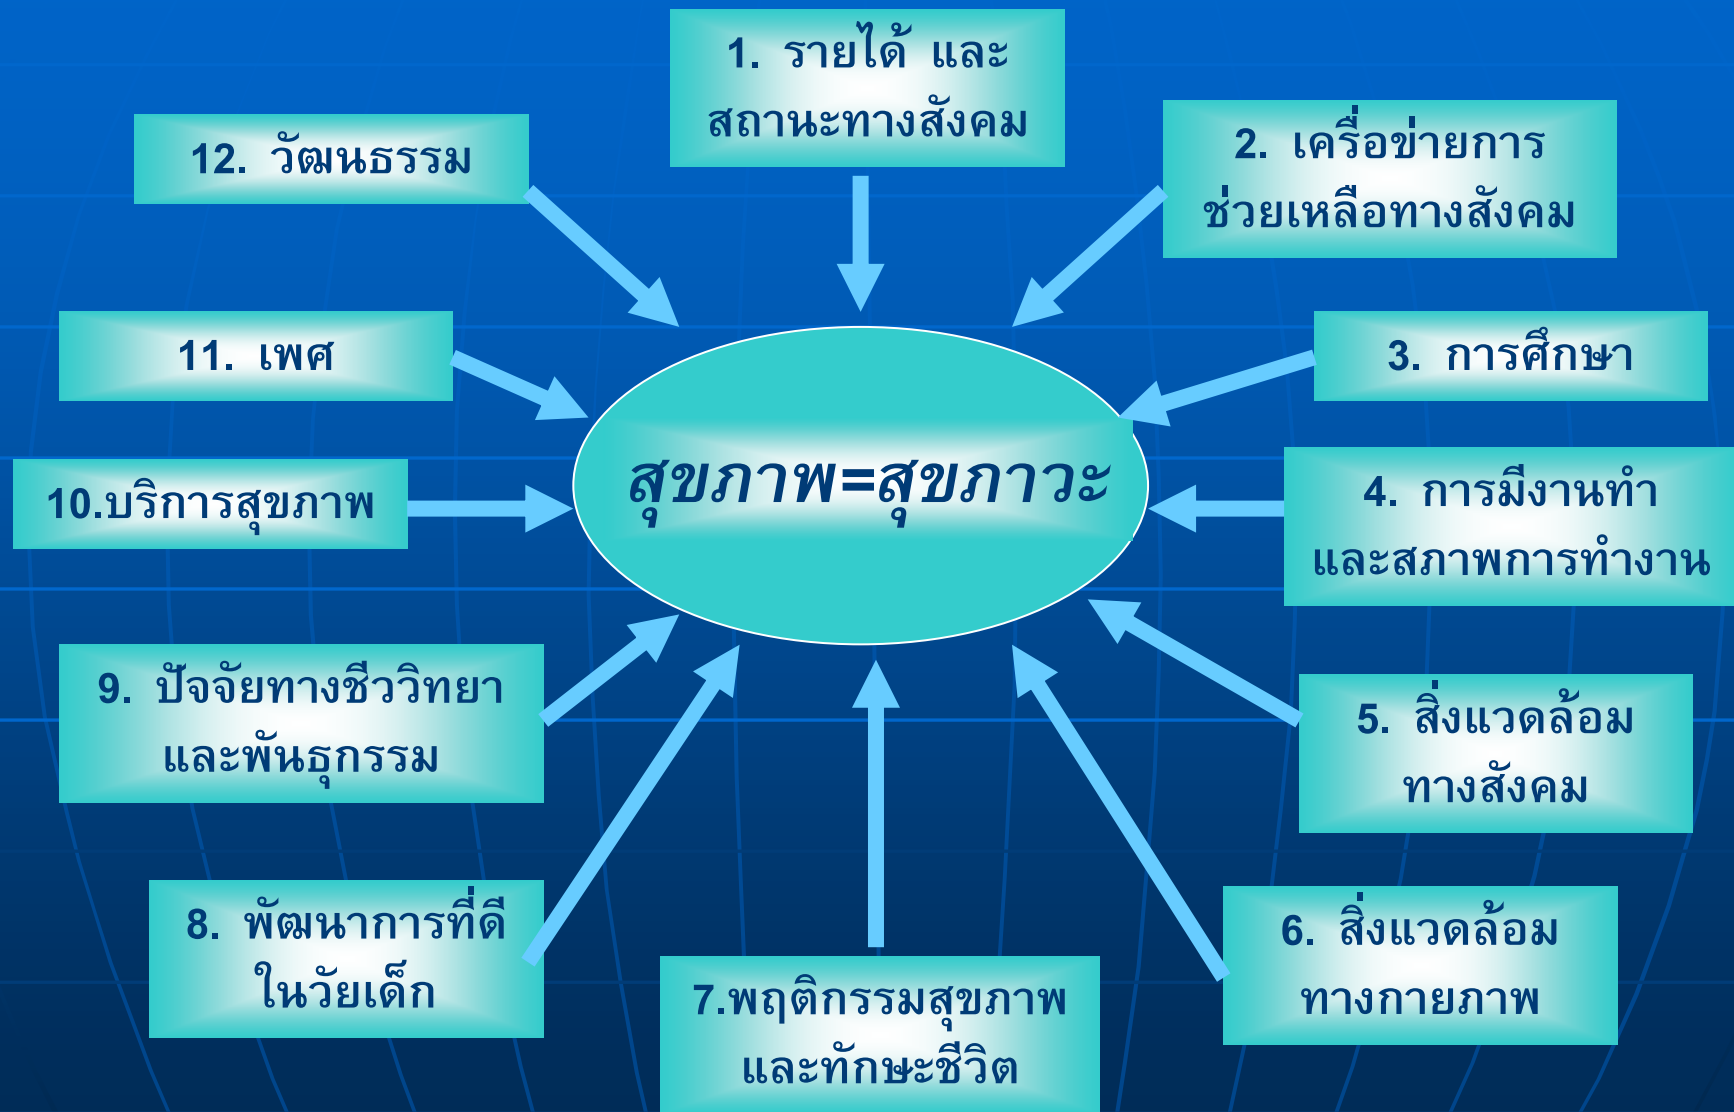 1. รายได้ และ
สถานะทางสังคม
2. เครือข่ายการ
ช่วยเหลือทางสังคม
3. การศึกษา
4. การมีงานทำ
และสภาพการทำงาน
5. สิ่งแวดล้อม
ทางสังคม
6. สิ่งแวดล้อม
ทางกายภาพ
7.พฤติกรรมสุขภาพ
และทักษะชีวิต
8. พัฒนาการที่ดี
ในวัยเด็ก
9. ปัจจัยทางชีววิทยา
และพันธุกรรม
10.บริการสุขภาพ
11. เพศ
12. วัฒนธรรม
สุขภาพ=สุขภาวะ